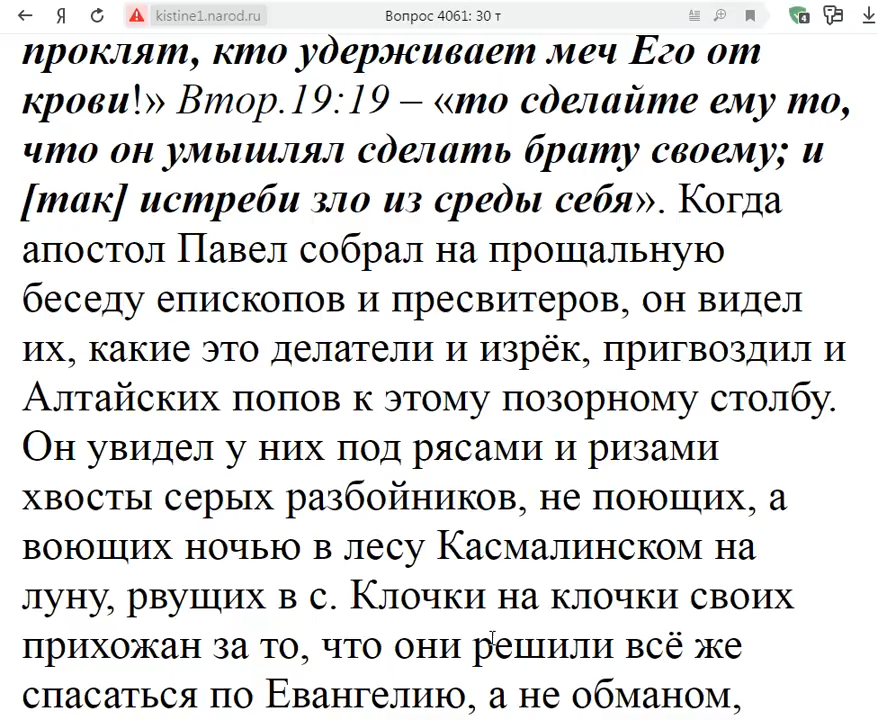 Я kistine1.narod.ru Вопрос 4061: 30 т 4
проклят, кто удерживает меч Его от
крови!» Втор.19:19 – «то сделайте ему то,
что он умышлял сделать брату своему; и
[так] истреби зло из среды себя». Когда
апостол Павел собрал на прощальную
беседу епископов и пресвитеров, он видел
их, какие это делатели и изрёк, пригвоздил и
Алтайских попов к этому позорному столбу.
Он увидел у них под рясами и ризами
хвосты серых разбойников, не поющих, а
воющих ночью в лесу Касмалинском на
луну, рвущих в с. Клочки на клочки своих
прихожан за то, что они решили всё же
спасаться по Евангелию, а не обманом,